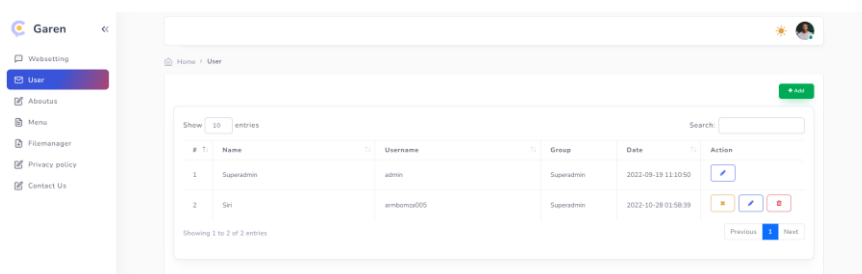 Garen
Websetting
User
Aboutus
Menu
Filemanager
Privacy policy
Contact Us
Home > User
+ Add
Show 10 entries
Search:
# Name Username Group Date Action
1 Superadmin admin Superadmin 2022-09-19 11:10:50
2 Siri armbomza005 Superadmin 2022-10-28 01:58:39
Showing 1 to 2 of 2 entries
Previous 1 Next